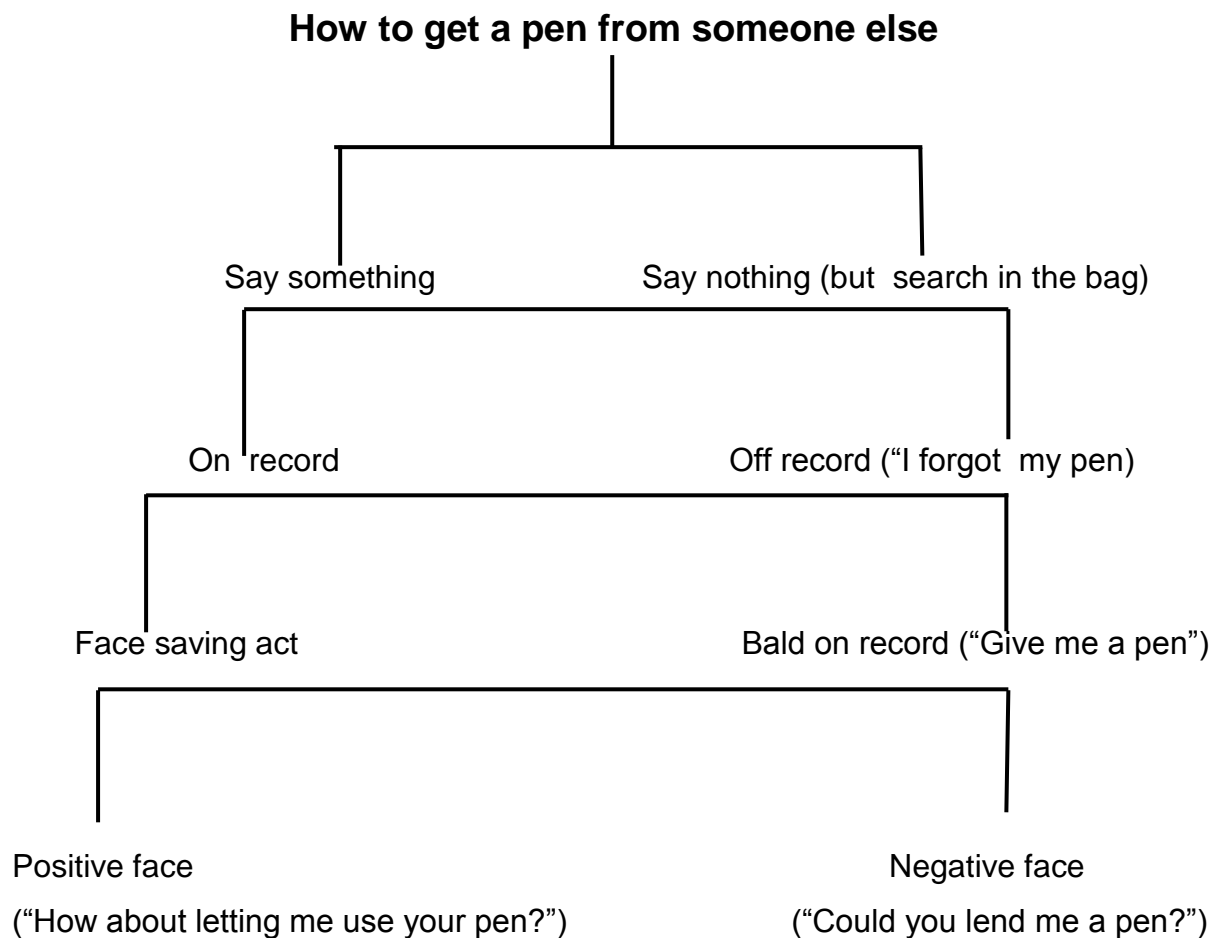 How to get a pen from someone else
Say something Say nothing (but search in the bag)
On record Off record (“I forgot my pen)
Face saving act Bald on record (“Give me a pen”)
Positive face Negative face
(“How about letting me use your pen?”) (“Could you lend me a pen?”)